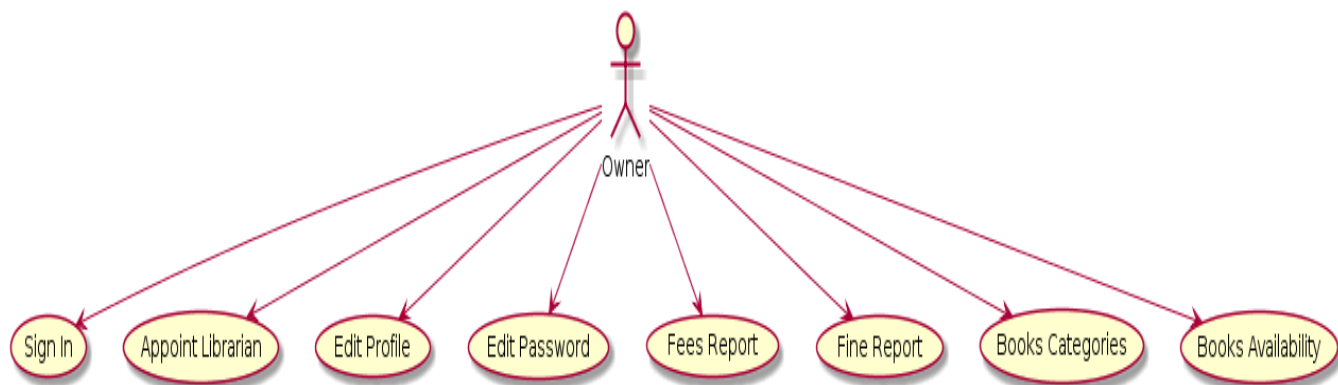 Owner
Sign In
Appoint Librarian
Edit Profile
Edit Password
Fees Report
Fine Report
Books Categories
Books Availability